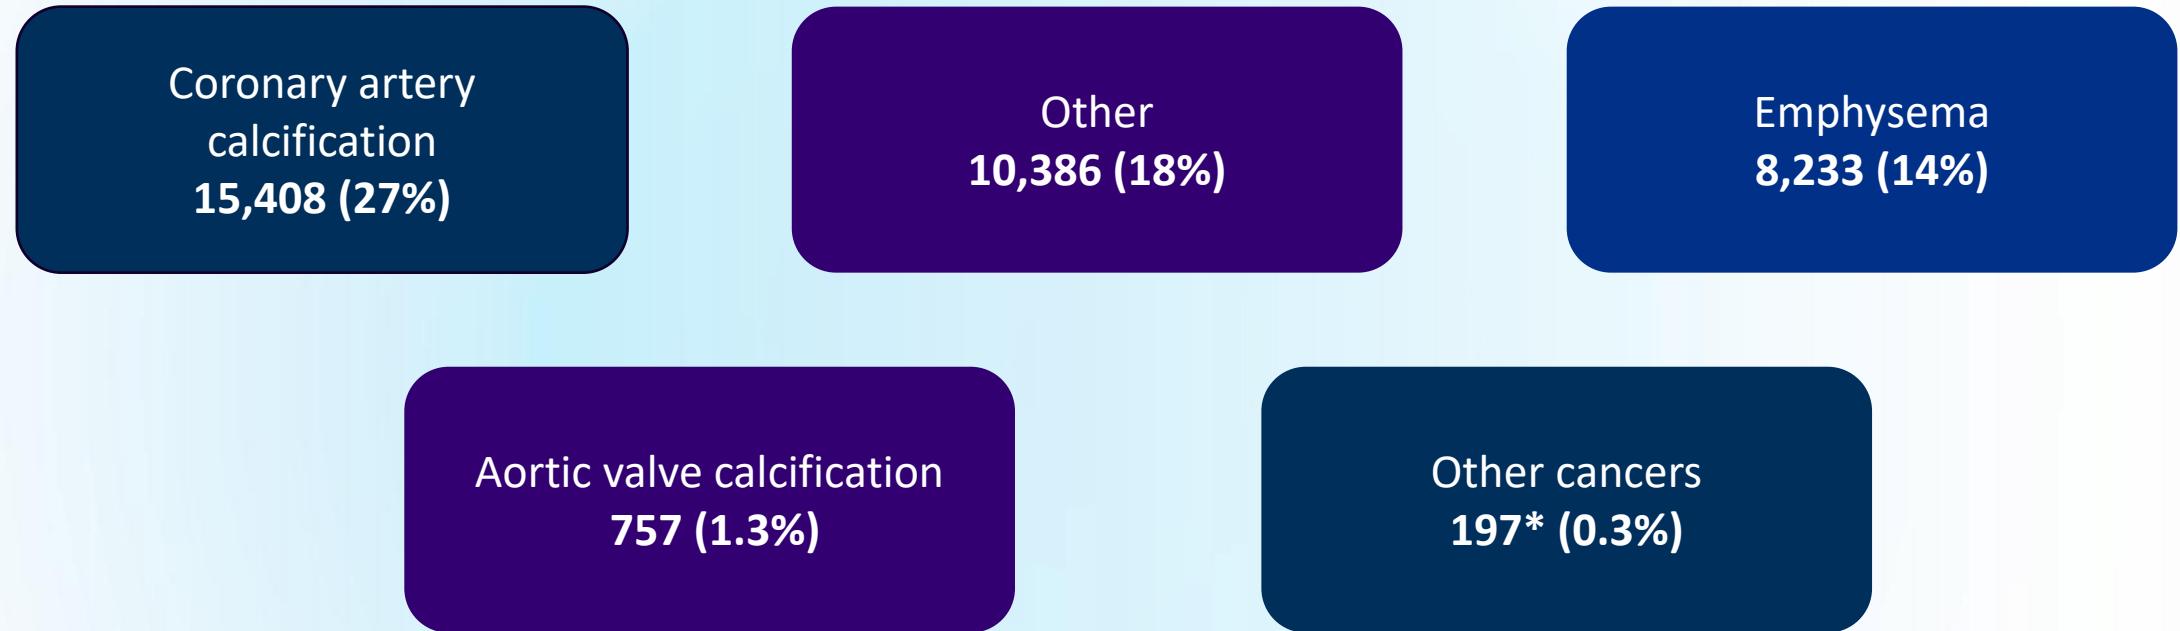 Coronary artery
calcification
15,408 (27%)
Other
10,386 (18%)
Emphysema
8,233 (14%)
Aortic valve calcification
757 (1.3%)
Other cancers
197* (0.3%)